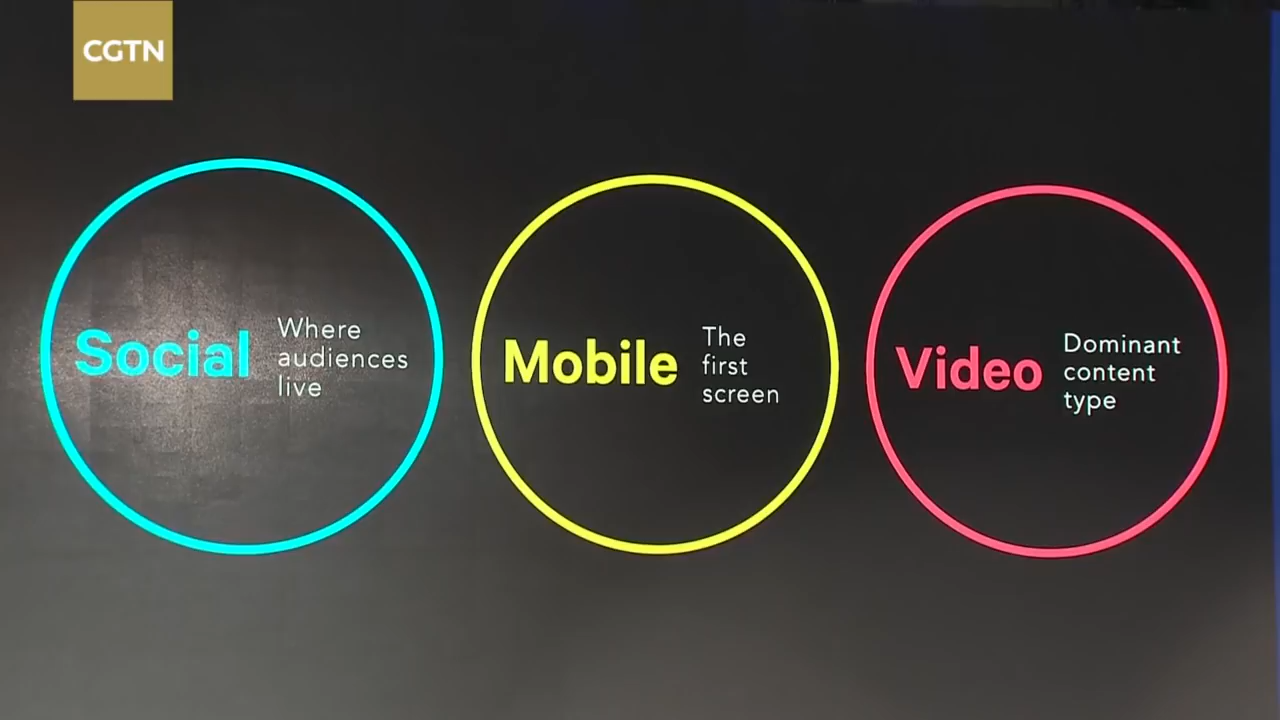 CGTN
Social
Where
audiences
live
Mobile
The
first
screen
Video
Dominant
content
type